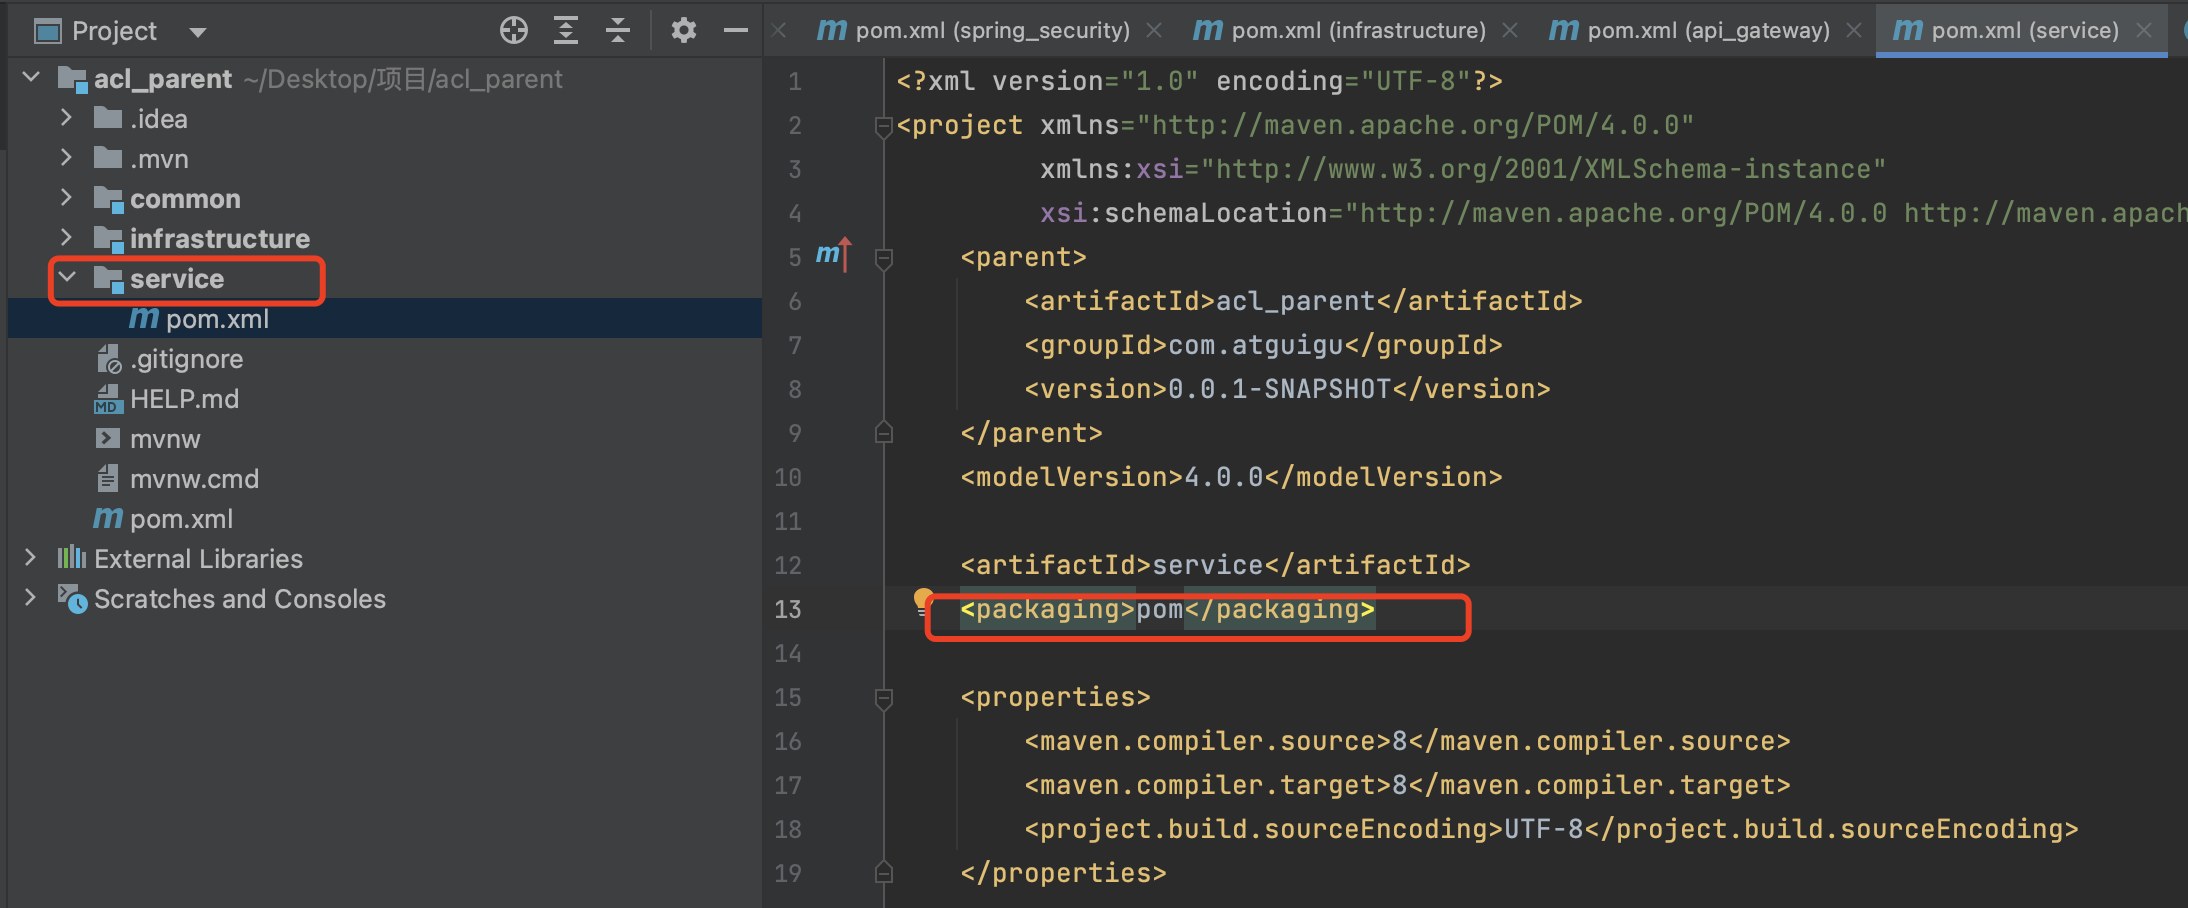 Project
acl_parent ~/Desktop/项目/acl_parent
.idea
.mvn
common
infrastructure
service
pom.xml
.gitignore
HELP.md
mvnw
mvnw.cmd
pom.xml
External Libraries
Scratches and Consoles
pom.xml (spring_security)
pom.xml (infrastructure)
pom.xml (api_gateway)
pom.xml (service)
1 <?xml version="1.0" encoding="UTF-8"?>
2 <project xmlns="http://maven.apache.org/POM/4.0.0"
3 xmlns:xsi="http://www.w3.org/2001/XMLSchema-instance"
4 xsi:schemaLocation="http://maven.apache.org/POM/4.0.0 http://maven.apach
5 <parent>
6 <artifactId>acl_parent</artifactId>
7 <groupId>com.atguigu</groupId>
8 <version>0.0.1-SNAPSHOT</version>
9 </parent>
10 <modelVersion>4.0.0</modelVersion>
11
12 <artifactId>service</artifactId>
13 <packaging>pom</packaging>
14
15 <properties>
16 <maven.compiler.source>8</maven.compiler.source>
17 <maven.compiler.target>8</maven.compiler.target>
18 <project.build.sourceEncoding>UTF-8</project.build.sourceEncoding>
19 </properties>